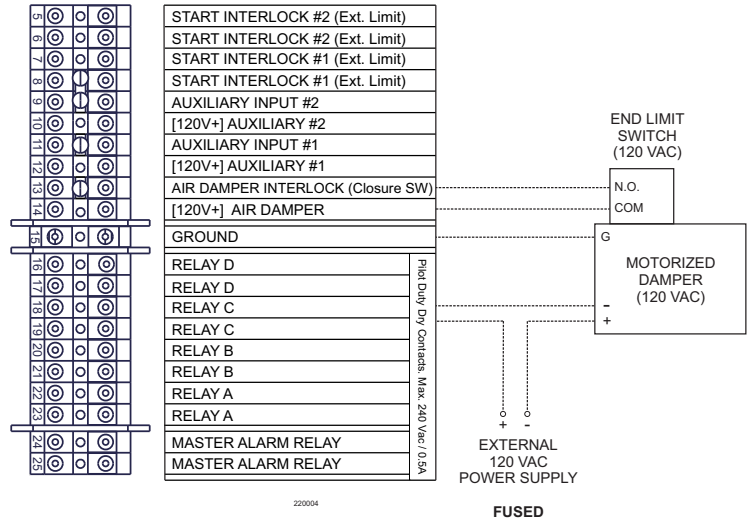 5 START INTERLOCK #2 (Ext. Limit)
6 START INTERLOCK #2 (Ext. Limit)
7 START INTERLOCK #1 (Ext. Limit)
8 START INTERLOCK #1 (Ext. Limit)
9 AUXILIARY INPUT #2
10 [120V+] AUXILIARY #2
11 AUXILIARY INPUT #1
12 [120V+] AUXILIARY #1
13 AIR DAMPER INTERLOCK (Closure SW)
14 [120V+] AIR DAMPER
15 GROUND
16 RELAY D
17 RELAY D
18 RELAY C
19 RELAY C
20 RELAY B
21 RELAY B
22 RELAY A
23 RELAY A
24 MASTER ALARM RELAY
25 MASTER ALARM RELAY
Pilot Duty Dry Contacts. Max. 240 Vac / 0.5A
END LIMIT
SWITCH
(120 VAC)
N.O.
COM
G
MOTORIZED
DAMPER
(120 VAC)
-
+
+ -
EXTERNAL
120 VAC
POWER SUPPLY
FUSED
220004